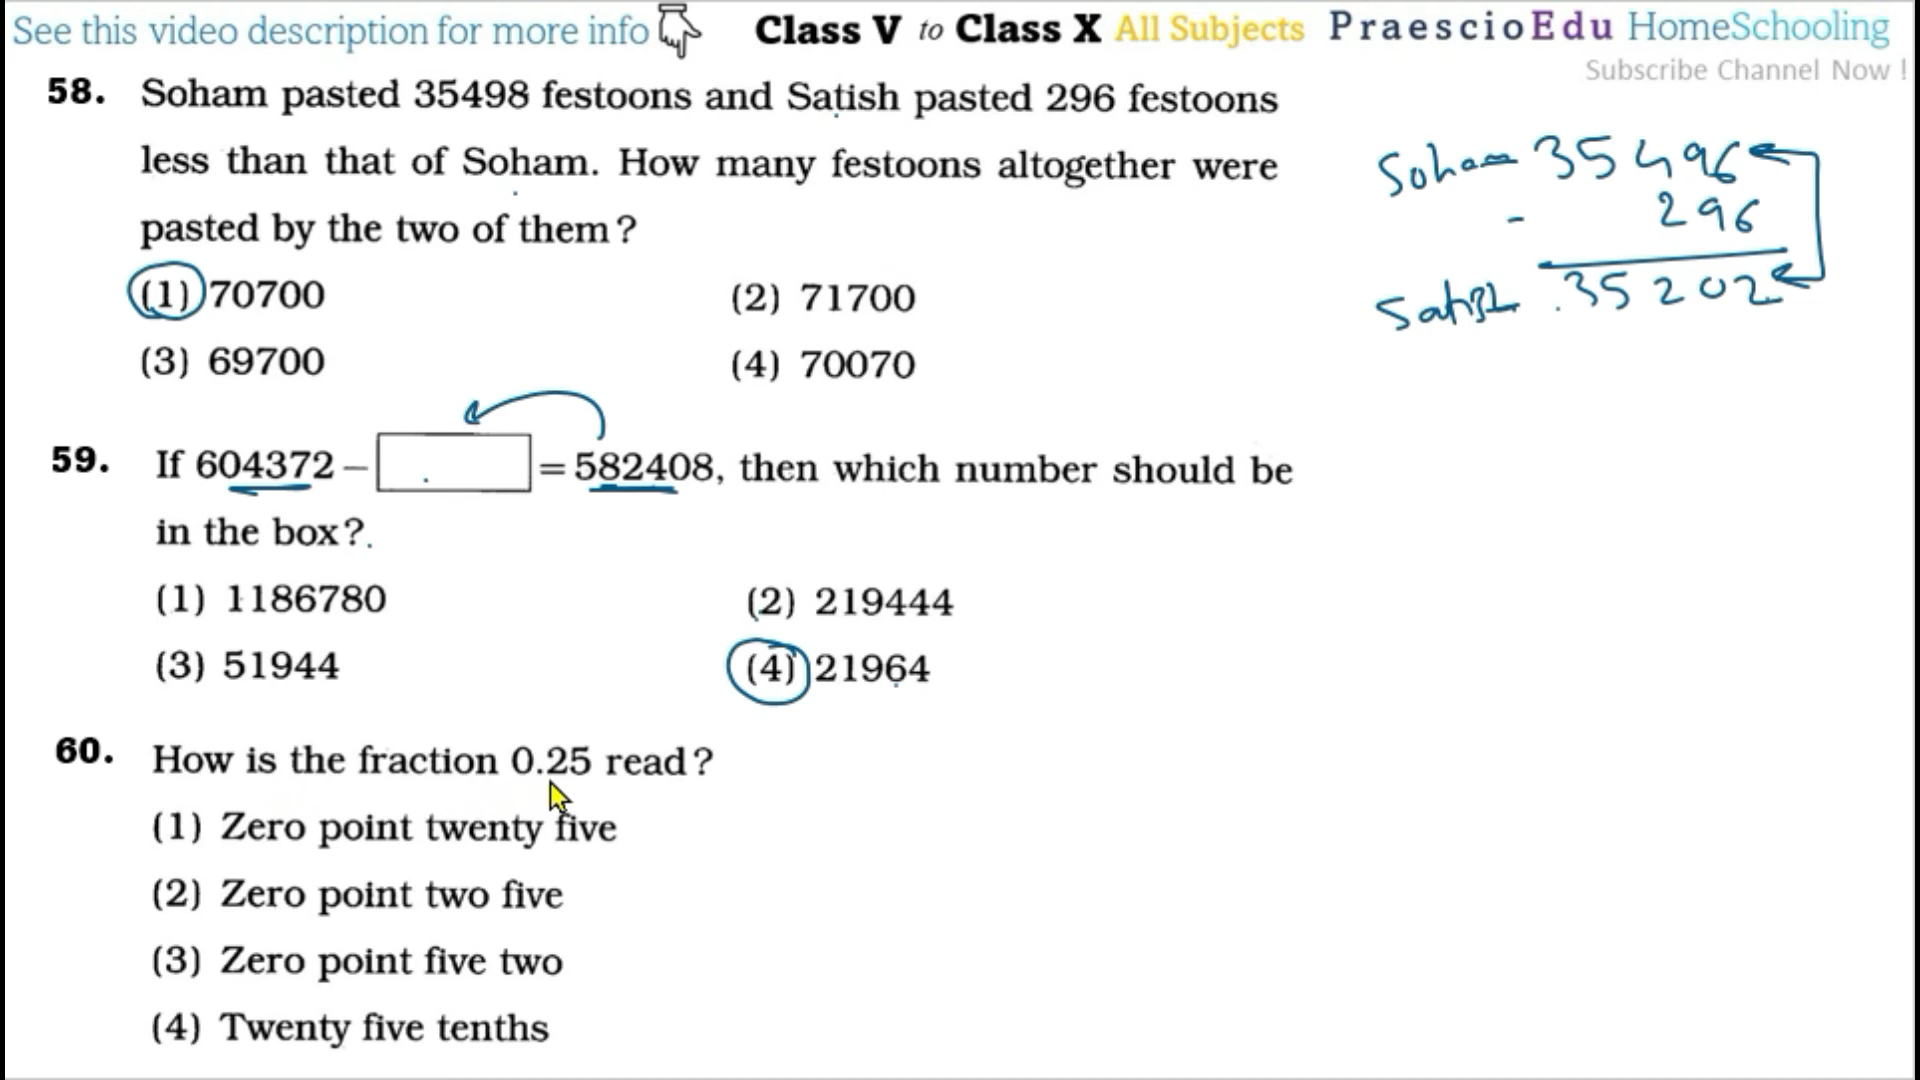 See this video description for more info Class V to Class X All Subjects PraescioEdu HomeSchooling
Subscribe Channel Now !
58. Soham pasted 35498 festoons and Satish pasted 296 festoons
less than that of Soham. How many festoons altogether were
pasted by the two of them?
(1) 70700 (2) 71700
(3) 69700 (4) 70070
Soham 35496
- 296
Satish 35202
59. If 604372 – = 582408, then which number should be
in the box?
(1) 1186780 (2) 219444
(3) 51944 (4) 21964
60. How is the fraction 0.25 read?
(1) Zero point twenty five
(2) Zero point two five
(3) Zero point five two
(4) Twenty five tenths